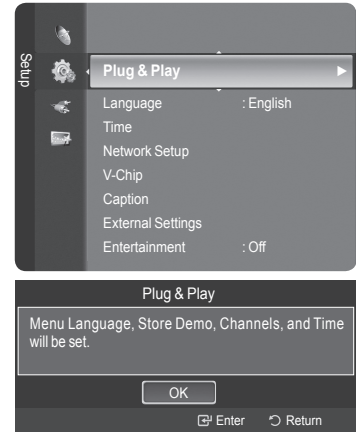 Setup
Plug & Play
Language : English
Time
Network Setup
V-Chip
Caption
External Settings
Entertainment : Off
Plug & Play
Menu Language, Store Demo, Channels, and Time
will be set.
OK
Enter Return